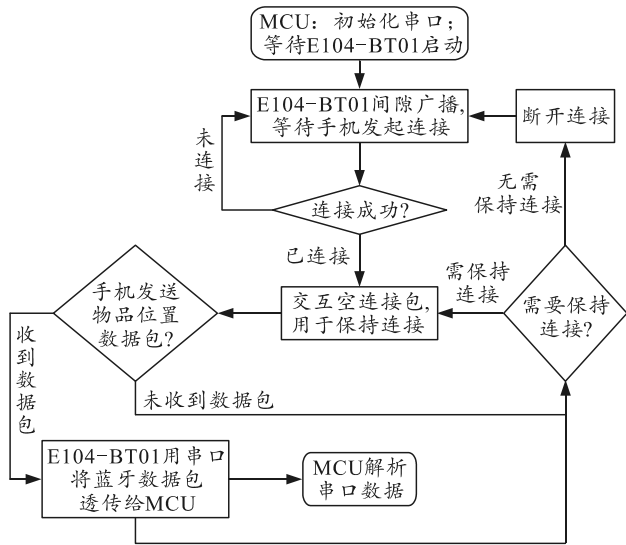 MCU：初始化串口；
等待E104-BT01启动
E104-BT01间隙广播，
等待手机发起连接
断开连接
未连接
连接成功？
无需
保持连接
已连接
需保持
连接
手机发送
物品位置
数据包？
交互空连接包，
用于保持连接
需要保持
连接？
收到数据包
未收到数据包
E104-BT01用串口
将蓝牙数据包
透传给MCU
MCU解析
串口数据